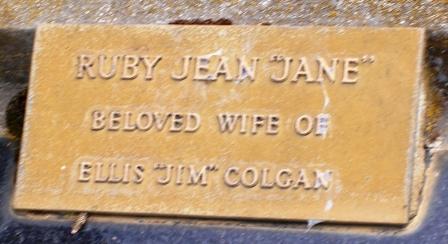 RUBY JEAN "JANE"
BELOVED WIFE OF
ELLIS "JIM" COLGAN